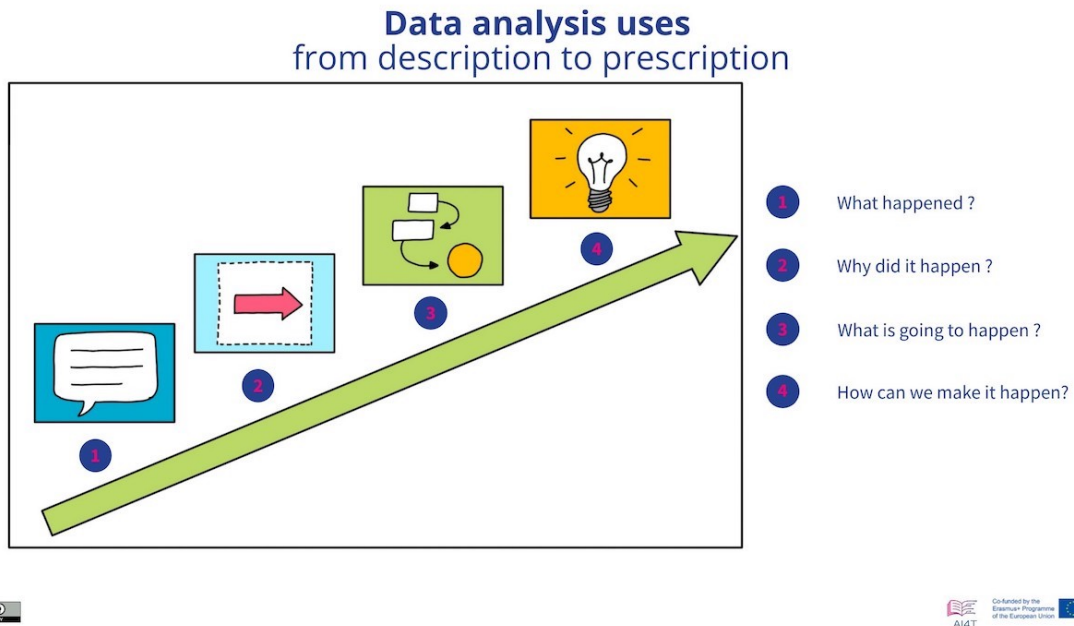 Data analysis uses
from description to prescription
1
2
3
4
1 What happened ?
2 Why did it happen ?
3 What is going to happen ?
4 How can we make it happen?
AI4T
Co-funded by the
Erasmus+ Programme
of the European Union